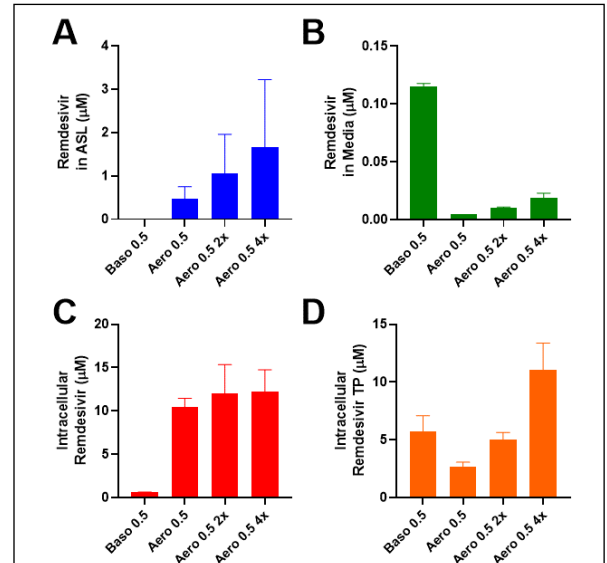 A
Remdesivir
in ASL (μM)
4
3
2
1
0
Baso 0.5
Aero 0.5
Aero 0.5 2x
Aero 0.5 4x
B
Remdesivir
in Media (μM)
0.15
0.10
0.05
0.00
Baso 0.5
Aero 0.5
Aero 0.5 2x
Aero 0.5 4x
C
Intracellular
Remdesivir (μM)
20
15
10
5
0
Baso 0.5
Aero 0.5
Aero 0.5 2x
Aero 0.5 4x
D
Intracellular
Remdesivir TP (μM)
15
10
5
0
Baso 0.5
Aero 0.5
Aero 0.5 2x
Aero 0.5 4x